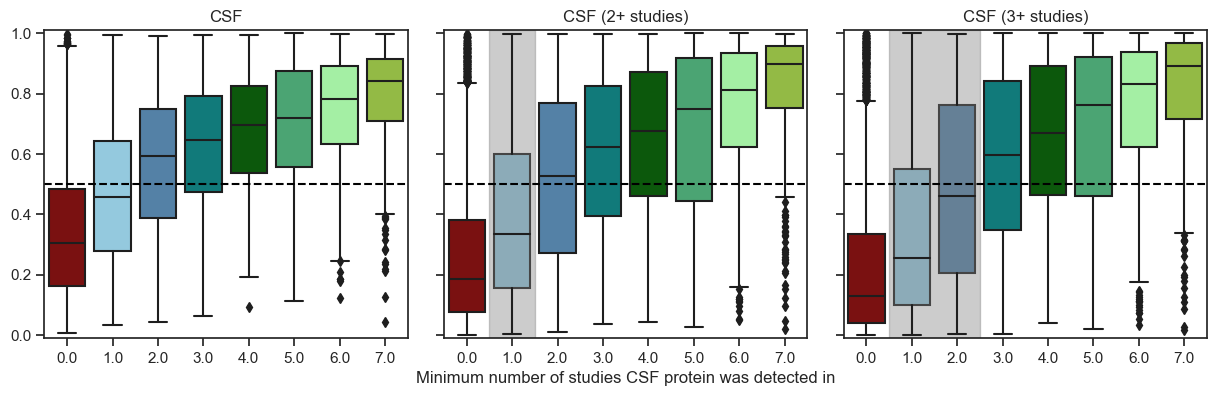 CSF
CSF (2+ studies)
CSF (3+ studies)
1.0
0.8
0.6
0.4
0.2
0.0
0.0 1.0 2.0 3.0 4.0 5.0 6.0 7.0
0.0 1.0 2.0 3.0 4.0 5.0 6.0 7.0
0.0 1.0 2.0 3.0 4.0 5.0 6.0 7.0
Minimum number of studies CSF protein was detected in